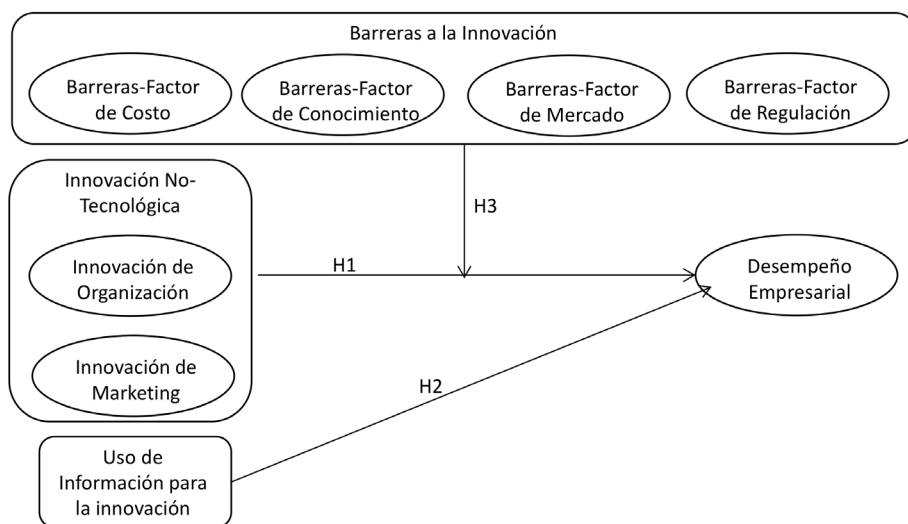 Barreras a la Innovación
Barreras-Factor
de Costo
Barreras-Factor
de Conocimiento
Barreras-Factor
de Mercado
Barreras-Factor
de Regulación
Innovación No-
Tecnológica
H3
Innovación de
Organización
H1
Desempeño
Empresarial
Innovación de
Marketing
H2
Uso de
Información para
la innovación